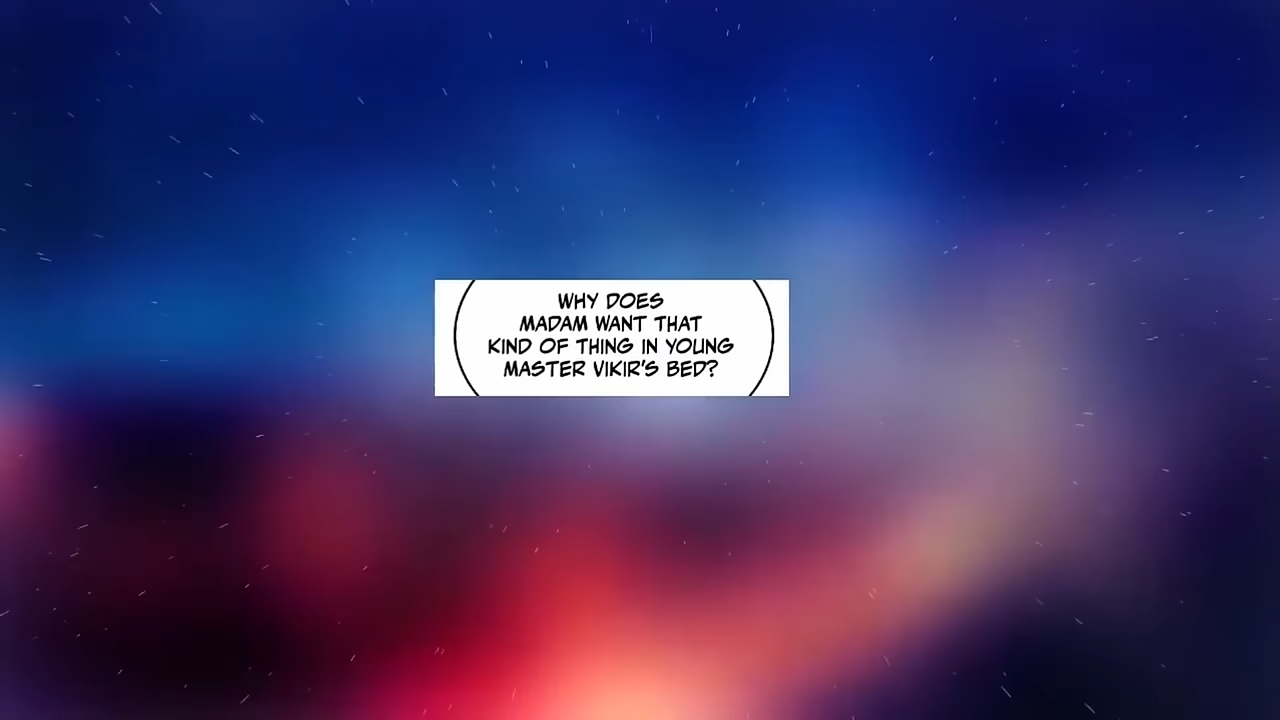 WHY DOES
MADAM WANT THAT
KIND OF THING IN YOUNG
MASTER VIKIR'S BED?